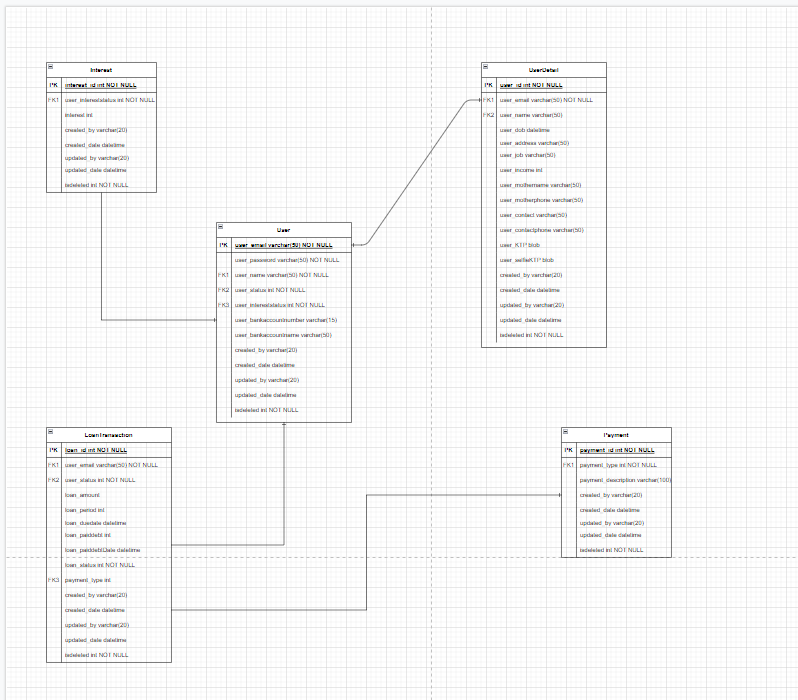 Interest
PK interest_id int NOT NULL
FK1 user_intereststatus int NOT NULL
interest int
created_by varchar(20)
created_date datetime
updated_by varchar(20)
updated_date datetime
isdeleted int NOT NULL
UserDetail
PK user_id int NOT NULL
FK1 user_email varchar(50) NOT NULL
FK2 user_name varchar(50)
user_dob datetime
user_address varchar(50)
user_job varchar(50)
user_income int
user_mothername varchar(50)
user_motherphone varchar(50)
user_contact varchar(50)
user_contactphone varchar(50)
user_KTP blob
user_selfieKTP blob
created_by varchar(20)
created_date datetime
updated_by varchar(20)
updated_date datetime
isdeleted int NOT NULL
User
PK user_email varchar(50) NOT NULL
user_password varchar(50) NOT NULL
FK1 user_name varchar(50) NOT NULL
FK2 user_status int NOT NULL
FK3 user_intereststatus int NOT NULL
user_bankaccountnumber varchar(15)
user_bankaccountname varchar(50)
created_by varchar(20)
created_date datetime
updated_by varchar(20)
updated_date datetime
isdeleted int NOT NULL
LoanTransaction
PK loan_id int NOT NULL
FK1 user_email varchar(50) NOT NULL
FK2 user_status int NOT NULL
loan_amount
loan_period int
loan_duedate datetime
loan_paiddebt int
loan_paiddebtDate datetime
loan_status int NOT NULL
FK3 payment_type int
created_by varchar(20)
created_date datetime
updated_by varchar(20)
updated_date datetime
isdeleted int NOT NULL
Payment
PK payment_id int NOT NULL
FK1 payment_type int NOT NULL
payment_description varchar(100)
created_by varchar(20)
created_date datetime
updated_by varchar(20)
updated_date datetime
isdeleted int NOT NULL